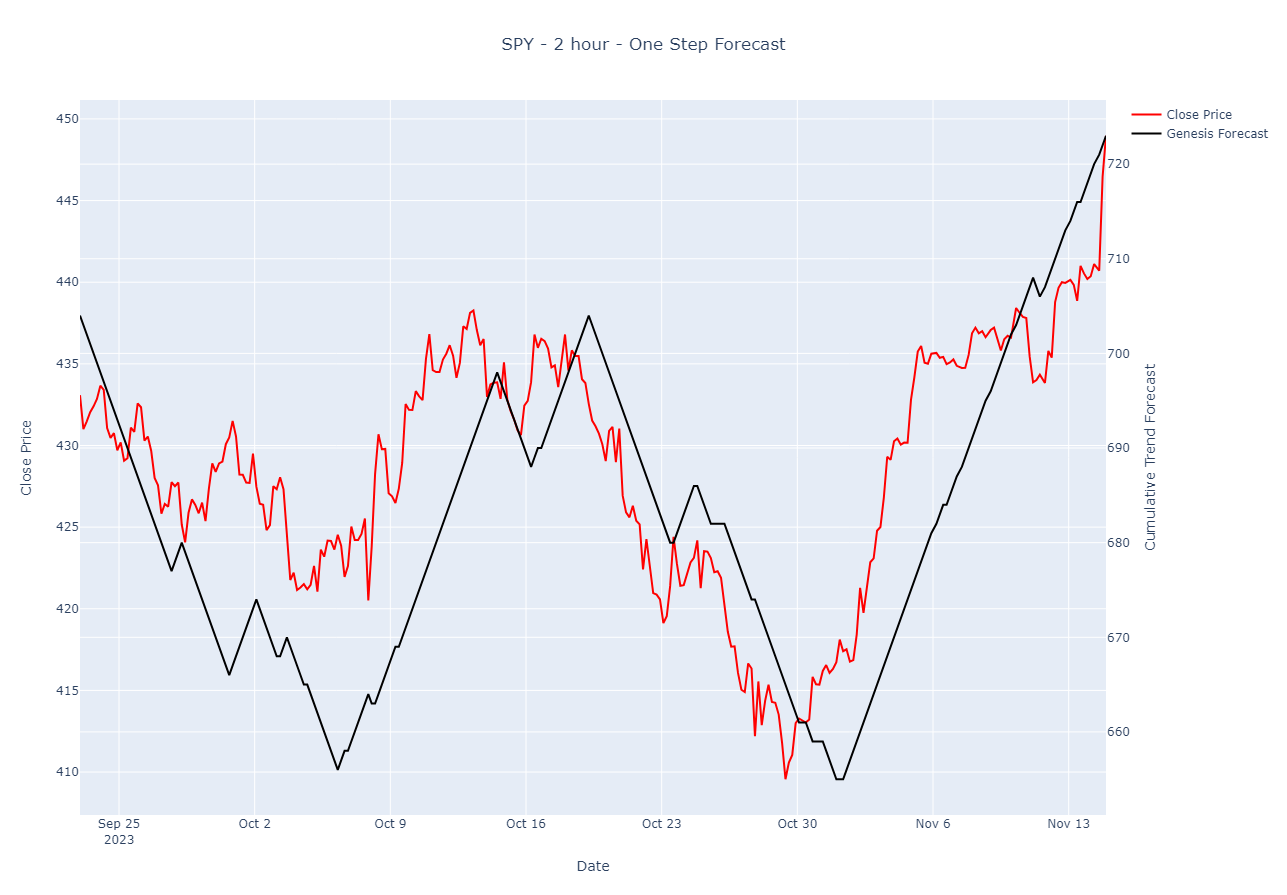 SPY - 2 hour - One Step Forecast
Close Price
Genesis Forecast
450
445
440
435
430
425
420
415
410
Close Price
720
710
700
690
680
670
660
Cumulative Trend Forecast
Sep 25
2023
Oct 2
Oct 9
Oct 16
Oct 23
Oct 30
Nov 6
Nov 13
Date